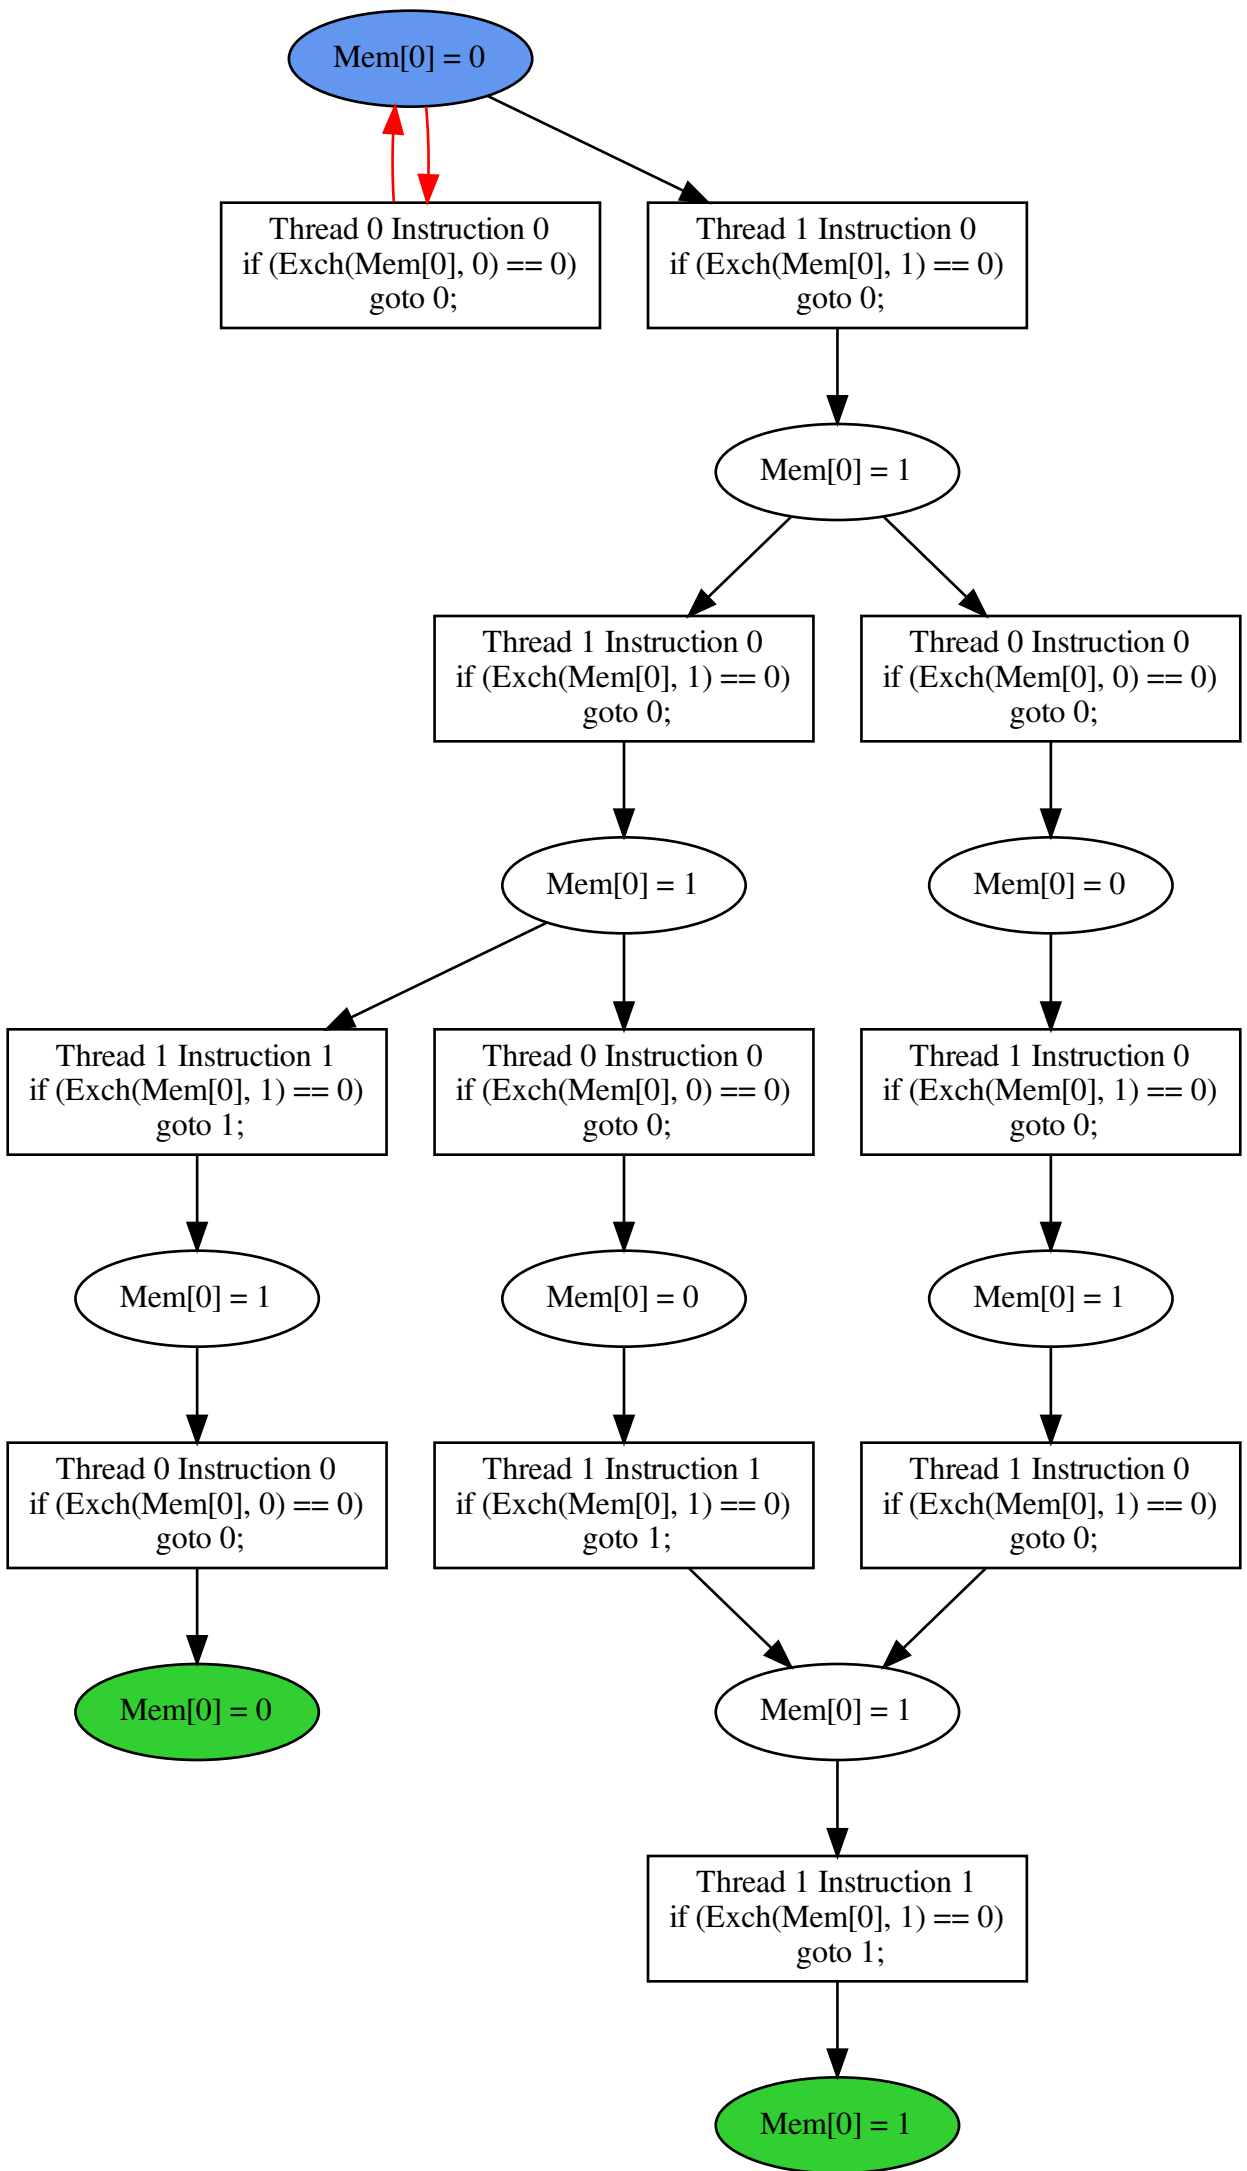 Mem[0] = 0
Thread 0 Instruction 0
if (Exch(Mem[0], 0) == 0)
goto 0;
Thread 1 Instruction 0
if (Exch(Mem[0], 1) == 0)
goto 0;
Mem[0] = 1
Thread 1 Instruction 0
if (Exch(Mem[0], 1) == 0)
goto 0;
Thread 0 Instruction 0
if (Exch(Mem[0], 0) == 0)
goto 0;
Mem[0] = 1
Mem[0] = 0
Thread 1 Instruction 1
if (Exch(Mem[0], 1) == 0)
goto 1;
Thread 0 Instruction 0
if (Exch(Mem[0], 0) == 0)
goto 0;
Thread 1 Instruction 0
if (Exch(Mem[0], 1) == 0)
goto 0;
Mem[0] = 1
Mem[0] = 0
Mem[0] = 1
Thread 0 Instruction 0
if (Exch(Mem[0], 0) == 0)
goto 0;
Thread 1 Instruction 1
if (Exch(Mem[0], 1) == 0)
goto 1;
Thread 1 Instruction 0
if (Exch(Mem[0], 1) == 0)
goto 0;
Mem[0] = 0
Mem[0] = 1
Thread 1 Instruction 1
if (Exch(Mem[0], 1) == 0)
goto 1;
Mem[0] = 1